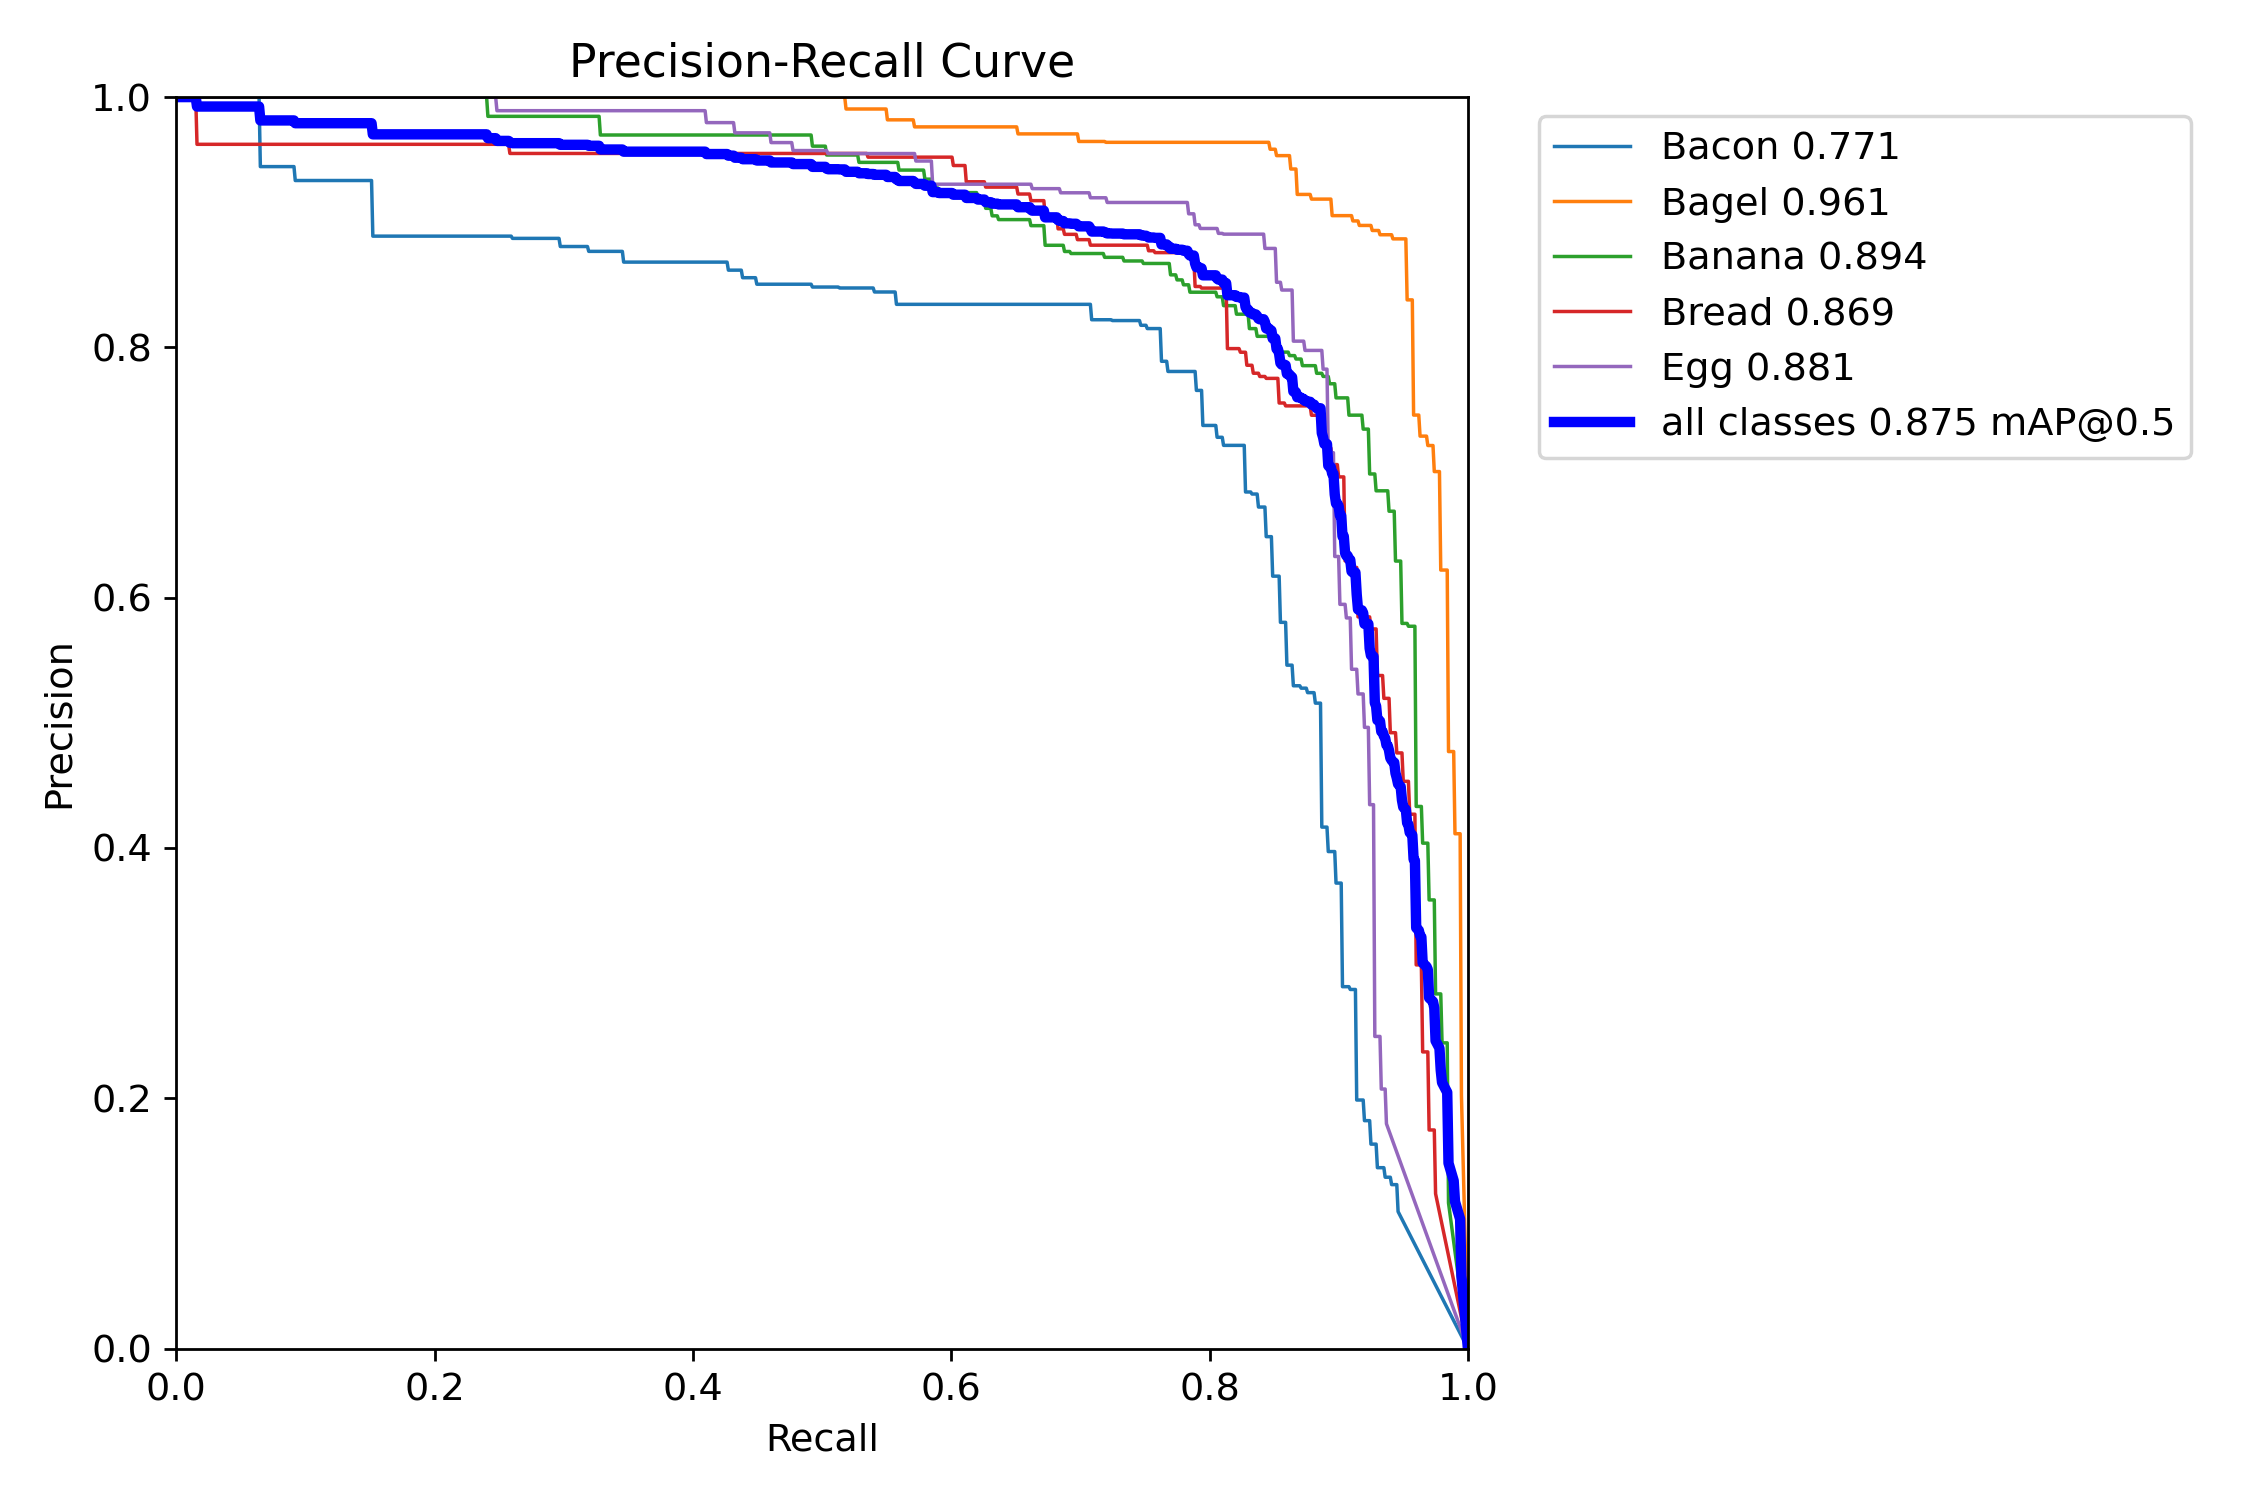 Precision-Recall Curve
1.0
0.8
0.6
0.4
0.2
0.0
Precision
0.0 0.2 0.4 0.6 0.8 1.0
Recall
Bacon 0.771
Bagel 0.961
Banana 0.894
Bread 0.869
Egg 0.881
all classes 0.875 mAP@0.5